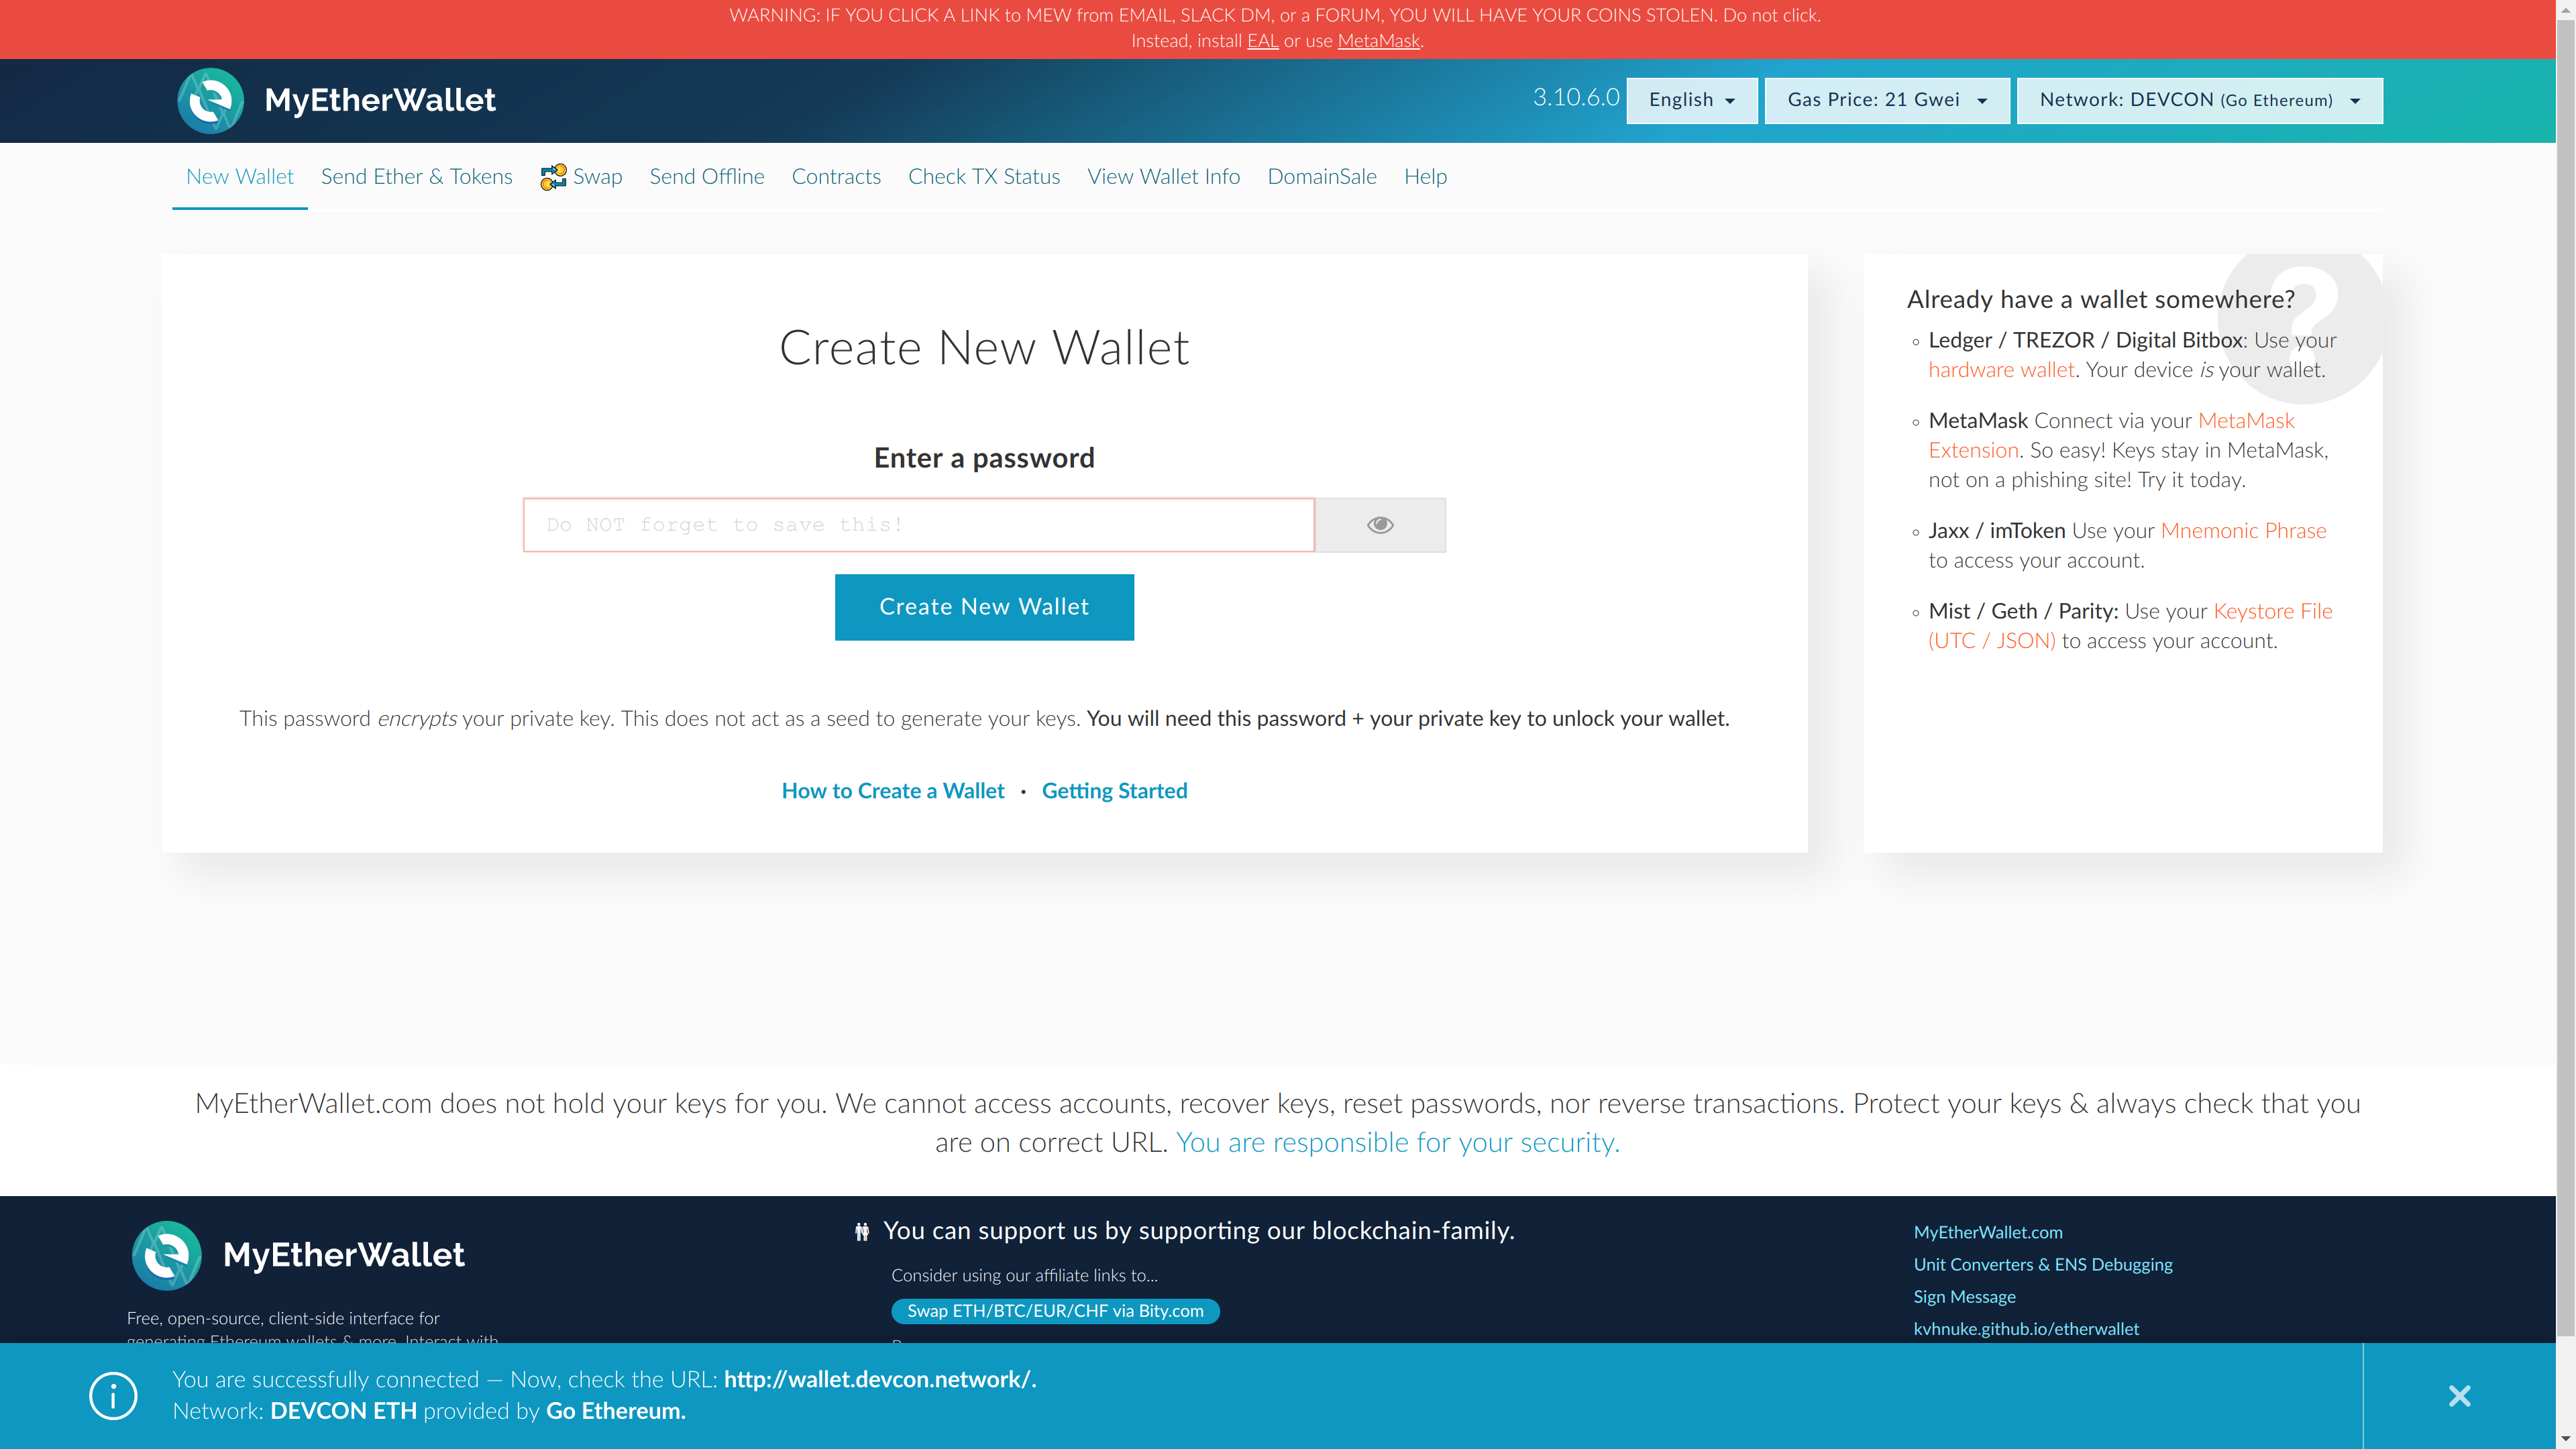 WARNING: IF YOU CLICK A LINK to MEW from EMAIL, SLACK DM, or a FORUM, YOU WILL HAVE YOUR COINS STOLEN. Do not click.
Instead, install EAL or use MetaMask.
MyEtherWallet
3.10.6.0
English
Gas Price: 21 Gwei
Network: DEVCON (Go Ethereum)
New Wallet
Send Ether & Tokens
Swap
Send Offline
Contracts
Check TX Status
View Wallet Info
DomainSale
Help
Create New Wallet
Enter a password
Do NOT forget to save this!
Create New Wallet
This password encrypts your private key. This does not act as a seed to generate your keys. You will need this password + your private key to unlock your wallet.
How to Create a Wallet • Getting Started
Already have a wallet somewhere?
Ledger / TREZOR / Digital Bitbox: Use your
hardware wallet. Your device is your wallet.
MetaMask Connect via your MetaMask
Extension. So easy! Keys stay in MetaMask,
not on a phishing site! Try it today.
Jaxx / imToken Use your Mnemonic Phrase
to access your account.
Mist / Geth / Parity: Use your Keystore File
(UTC / JSON) to access your account.
MyEtherWallet.com does not hold your keys for you. We cannot access accounts, recover keys, reset passwords, nor reverse transactions. Protect your keys & always check that you
are on correct URL. You are responsible for your security.
MyEtherWallet
Free, open-source, client-side interface for
generating Ethereum wallets & more. Interact with
You can support us by supporting our blockchain-family.
Consider using our affiliate links to...
Swap ETH/BTC/EUR/CHF via Bity.com
MyEtherWallet.com
Unit Converters & ENS Debugging
Sign Message
kvhnuke.github.io/etherwallet
You are successfully connected — Now, check the URL: http://wallet.devcon.network/.
Network: DEVCON ETH provided by Go Ethereum.